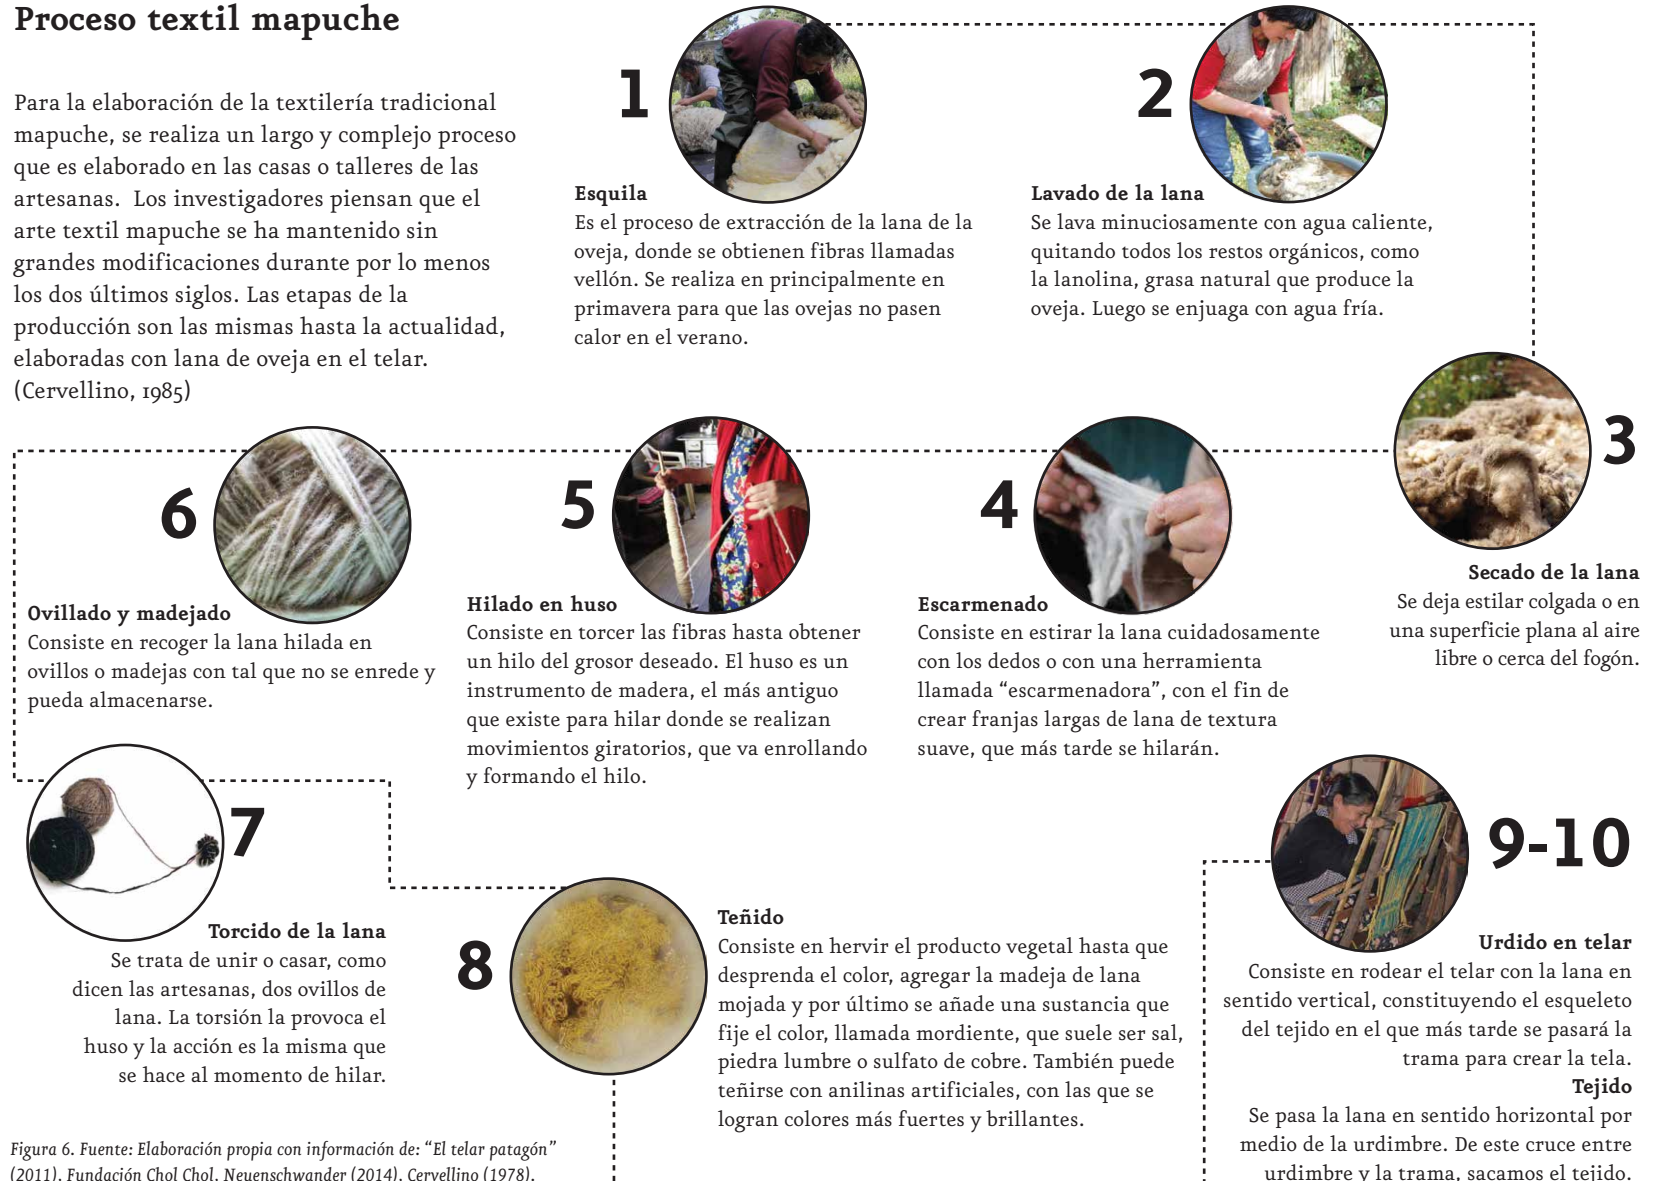 Proceso textil mapuche
Para la elaboración de la textilería tradicional
mapuche, se realiza un largo y complejo proceso
que es elaborado en las casas o talleres de las
artesanas.  Los investigadores piensan que el
arte textil mapuche se ha mantenido sin
grandes modificaciones durante por lo menos
los dos últimos siglos. Las etapas de la
producción son las mismas hasta la actualidad,
elaboradas con lana de oveja en el telar.
(Cervellino, 1985)
1
Esquila
Es el proceso de extracción de la lana de la
oveja, donde se obtienen fibras llamadas
vellón. Se realiza en principalmente en
primavera para que las ovejas no pasen
calor en el verano.
2
Lavado de la lana
Se lava minuciosamente con agua caliente,
quitando todos los restos orgánicos, como
la lanolina, grasa natural que produce la
oveja. Luego se enjuaga con agua fría.
3
Secado de la lana
Se deja estilar colgada o en
una superficie plana al aire
libre o cerca del fogón.
4
Escarmenado
Consiste en estirar la lana cuidadosamente
con los dedos o con una herramienta
llamada “escarmenadora”, con el fin de
crear franjas largas de lana de textura
suave, que más tarde se hilarán.
5
Hilado en huso
Consiste en torcer las fibras hasta obtener
un hilo del grosor deseado. El huso es un
instrumento de madera, el más antiguo
que existe para hilar donde se realizan
movimientos giratorios, que va enrollando
y formando el hilo.
6
Ovillado y madejado
Consiste en recoger la lana hilada en
ovillos o madejas con tal que no se enrede y
pueda almacenarse.
7
Torcido de la lana
Se trata de unir o casar, como
dicen las artesanas, dos ovillos de
lana. La torsión la provoca el
huso y la acción es la misma que
se hace al momento de hilar.
8
Teñido
Consiste en hervir el producto vegetal hasta que
desprenda el color, agregar la madeja de lana
mojada y por último se añade una sustancia que
fije el color, llamada mordiente, que suele ser sal,
piedra lumbre o sulfato de cobre. También puede
teñirse con anilinas artificiales, con las que se
logran colores más fuertes y brillantes.
9-10
Urdido en telar
Consiste en rodear el telar con la lana en
sentido vertical, constituyendo el esqueleto
del tejido en el que más tarde se pasará la
trama para crear la tela.
Tejido
Se pasa la lana en sentido horizontal por
medio de la urdimbre. De este cruce entre
urdimbre y la trama, sacamos el tejido.
Figura 6. Fuente: Elaboración propia con información de: “El telar patagón”
(2011). Fundación Chol Chol. Neuenschwander (2014). Cervellino (1978).